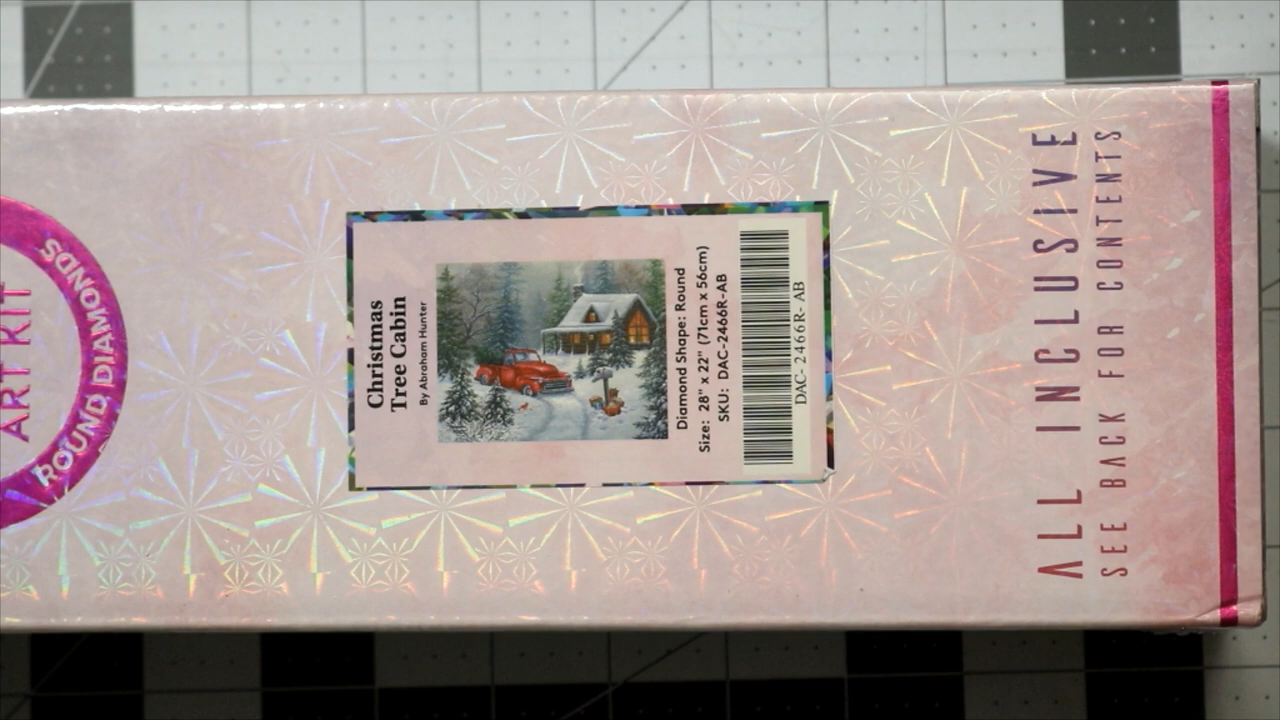 ART KIT
ROUND DIAMONDS
Christmas
Tree Cabin
By Abraham Hunter
Diamond Shape: Round
Size: 28" x 22" (71cm x 56cm)
SKU: DAC-2466R-AB
DAC- 2466R- AB
ALL INCLUSIVE
SEE BACK FOR CONTENTS